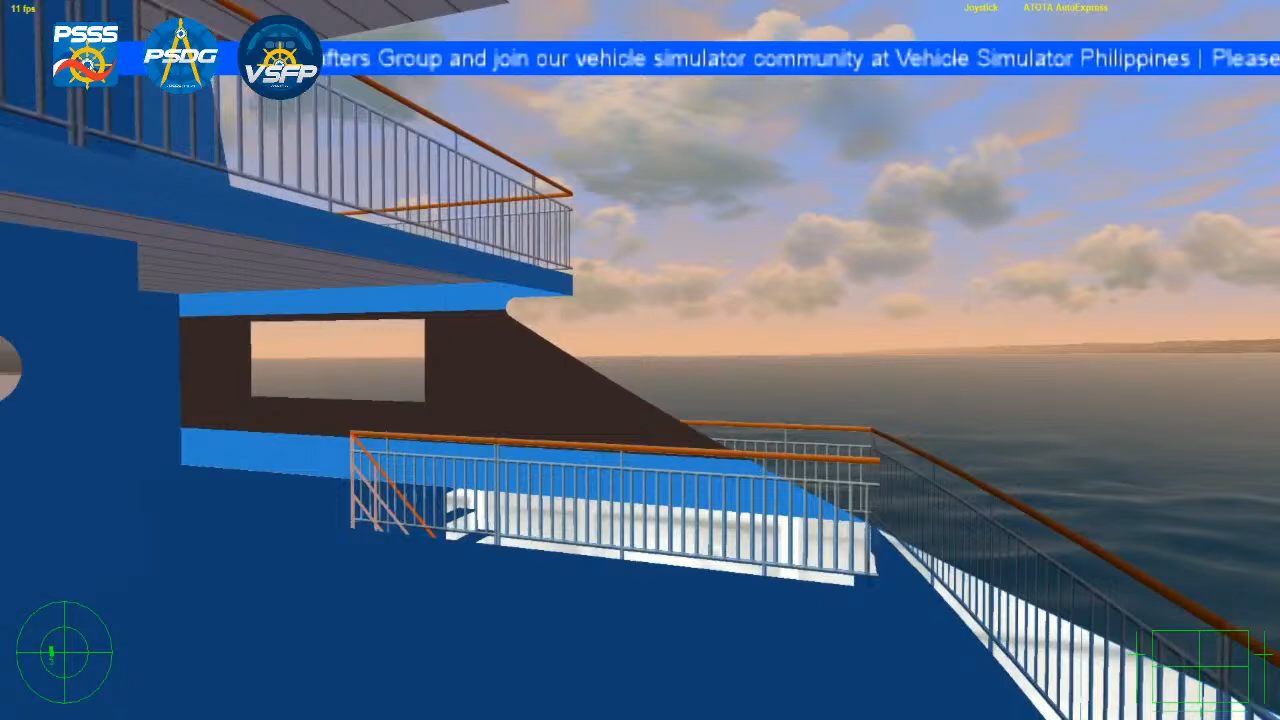 11 fps
Joystick ATOTA AutoExpress
PSSS
PSDG
VSFP
fters Group and join our vehicle simulator community at Vehicle Simulator Philippines | Please